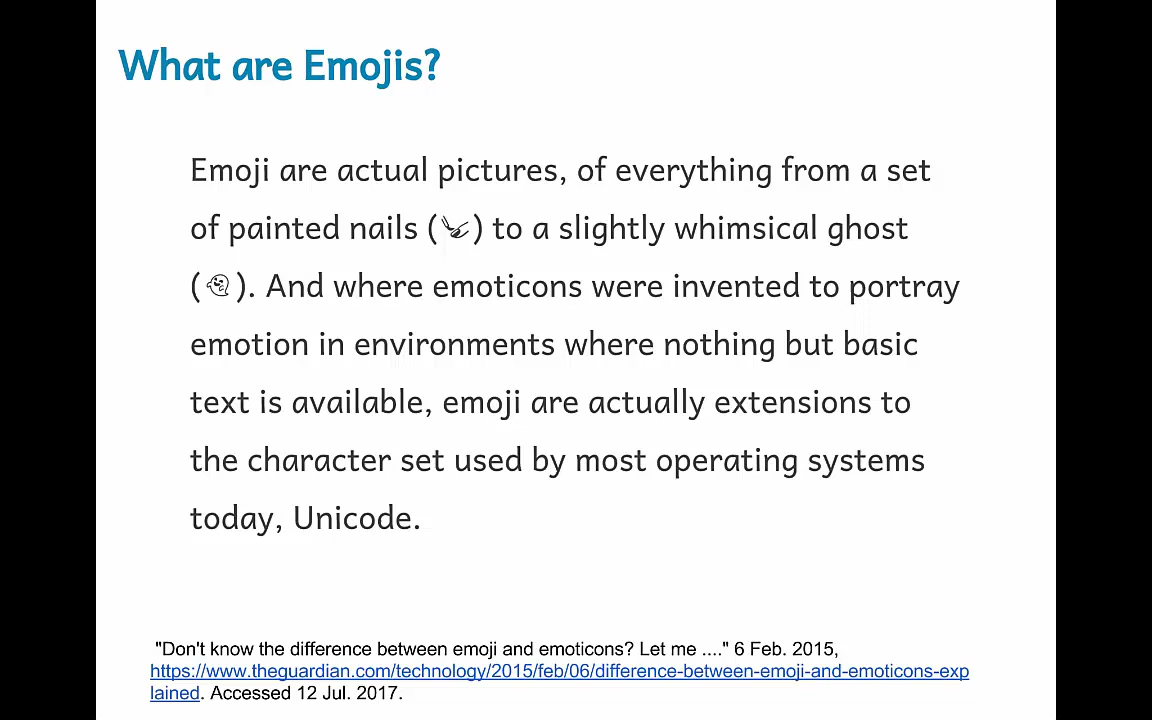 What are Emojis?
Emoji are actual pictures, of everything from a set
of painted nails (💅) to a slightly whimsical ghost
(👻). And where emoticons were invented to portray
emotion in environments where nothing but basic
text is available, emoji are actually extensions to
the character set used by most operating systems
today, Unicode.
"Don't know the difference between emoji and emoticons? Let me ...." 6 Feb. 2015,
https://www.theguardian.com/technology/2015/feb/06/difference-between-emoji-and-emoticons-exp
lained. Accessed 12 Jul. 2017.